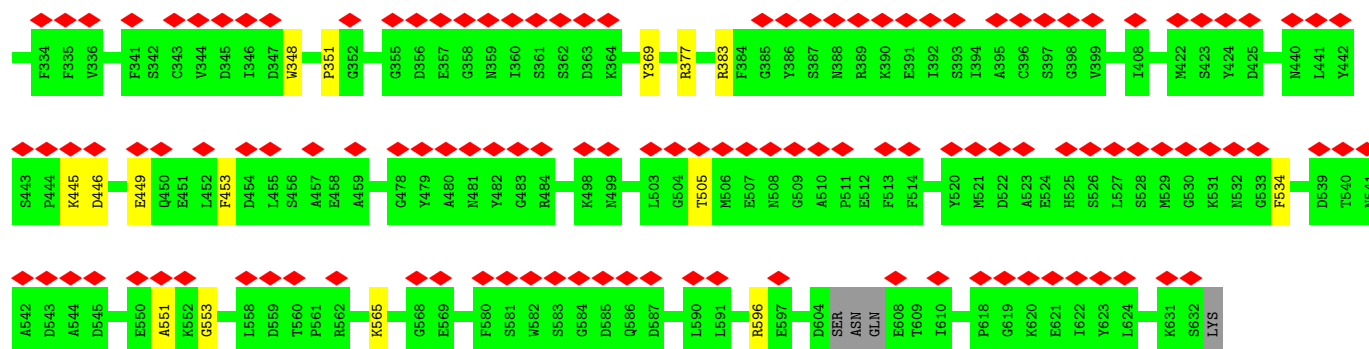 F334 F335 V336 F341 S342 C343 V344 D345 I346 D347 W348 P351 G352 G355 D356 E357 G358 N359 I360 S361 S362 D363 K364 Y369 R377 R383 F384 G385 Y386 S387 N388 R389 K390 E391 I392 S393 I394 A395 C396 S397 G398 V399 I408 M422 S423 Y424 D425 N440 L441 Y442
S443 P444 K445 D446 E449 Q450 E451 L452 F453 D454 L455 S456 A457 E458 A459 G478 Y479 A480 N481 Y482 G483 R484 K498 N499 L503 G504 T505 M506 E507 N508 G509 A510 P511 E512 F513 F514 Y520 M521 D522 A523 E524 H525 S526 L527 S528 M529 G530 K531 N532 G533 F534 D539 T540 N541
A542 D543 A544 D545 E550 A551 K552 G553 L558 D559 T560 P561 R562 K565 G568 E569 F580 S581 W582 S583 G584 D585 Q586 D587 L590 L591 R596 E597 D604 SER ASN GLN E608 T609 I610 P618 G619 K620 E621 I622 Y623 L624 K631 S632 LYS